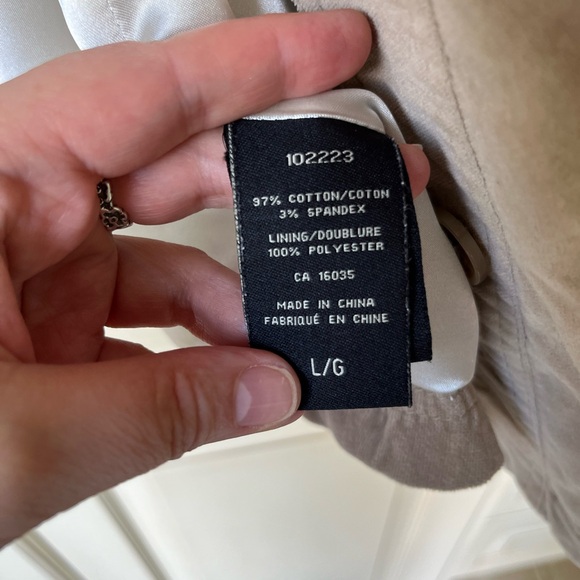 102223
97% COTTON/COTON
3% SPANDEX
LINING/DOUBLURE
100% POLYESTER
CA 16035
MADE IN CHINA
FABRIQUÉ EN CHINE
L/G